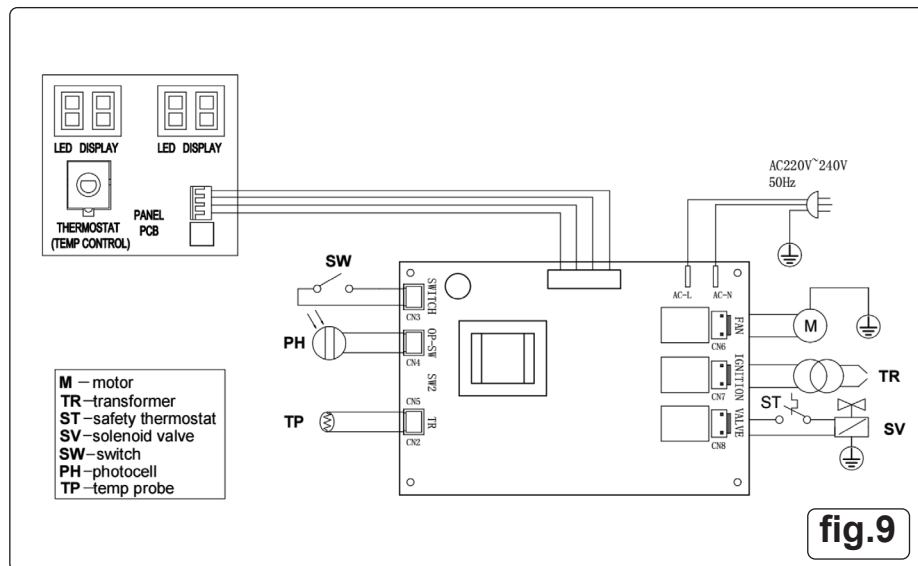 LED DISPLAY LED DISPLAY
THERMOSTAT
(TEMP CONTROL)
PANEL
PCB
AC220V~240V
50Hz
SW
SWITCH
CN3
PH
OP-SW
CN4
SW2
CN5
TP
TR
CN2
AC-L AC-N
FAN
CN6
M
IGNITION
CN7
TR
VALVE
CN8
ST
SV
M –motor
TR–transformer
ST –safety thermostat
SV–solenoid valve
SW–switch
PH–photocell
TP –temp probe
fig.9